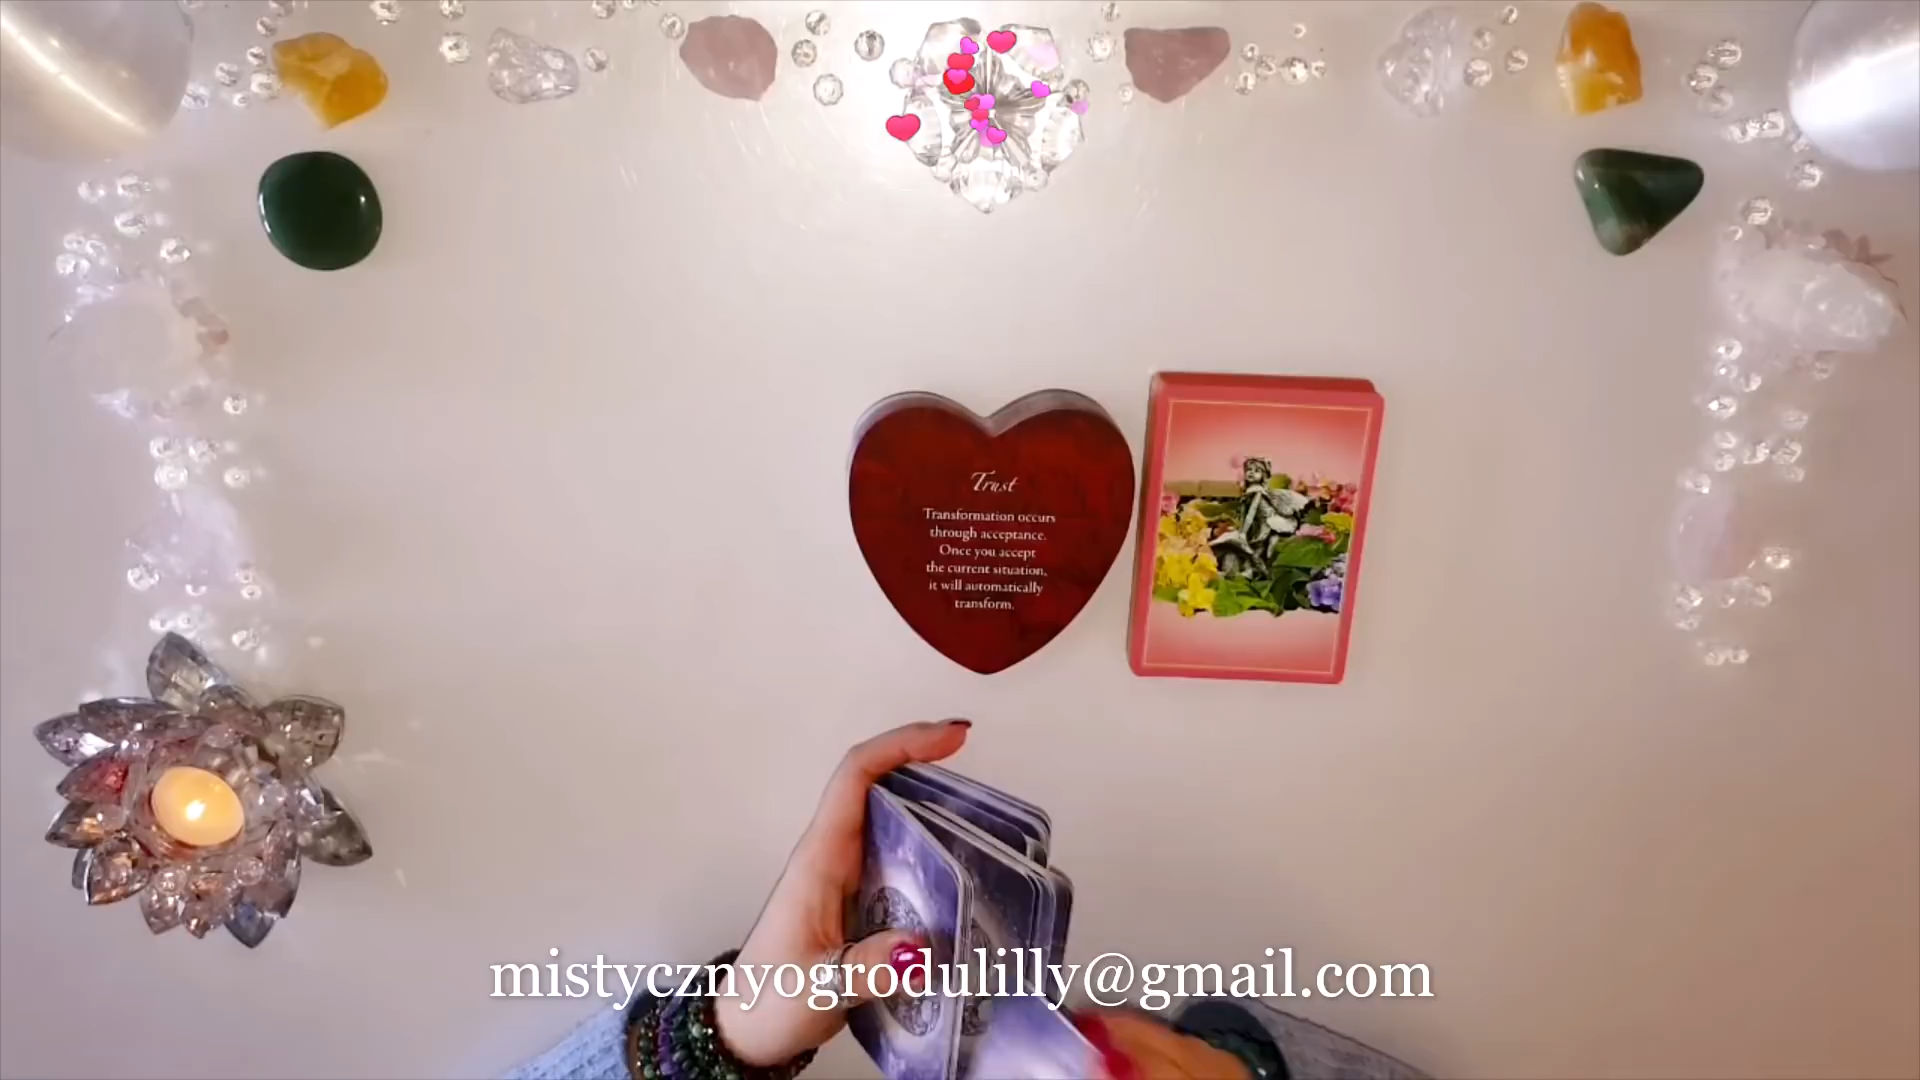 Trust
Transformation occurs
through acceptance.
Once you accept
the current situation,
it will automatically
transform.
mistycznyogrodulilly@gmail.com